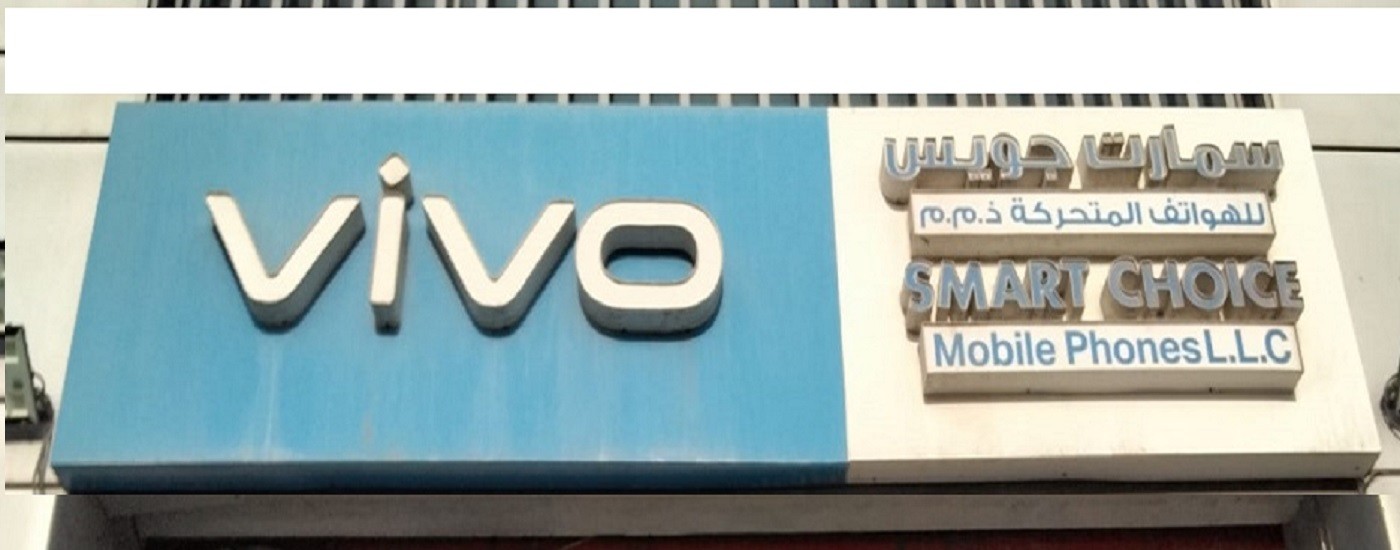 vivo
سمارت جويس
للهواتف المتحركة ذ.م.م
SMART CHOICE
Mobile Phones L.L.C